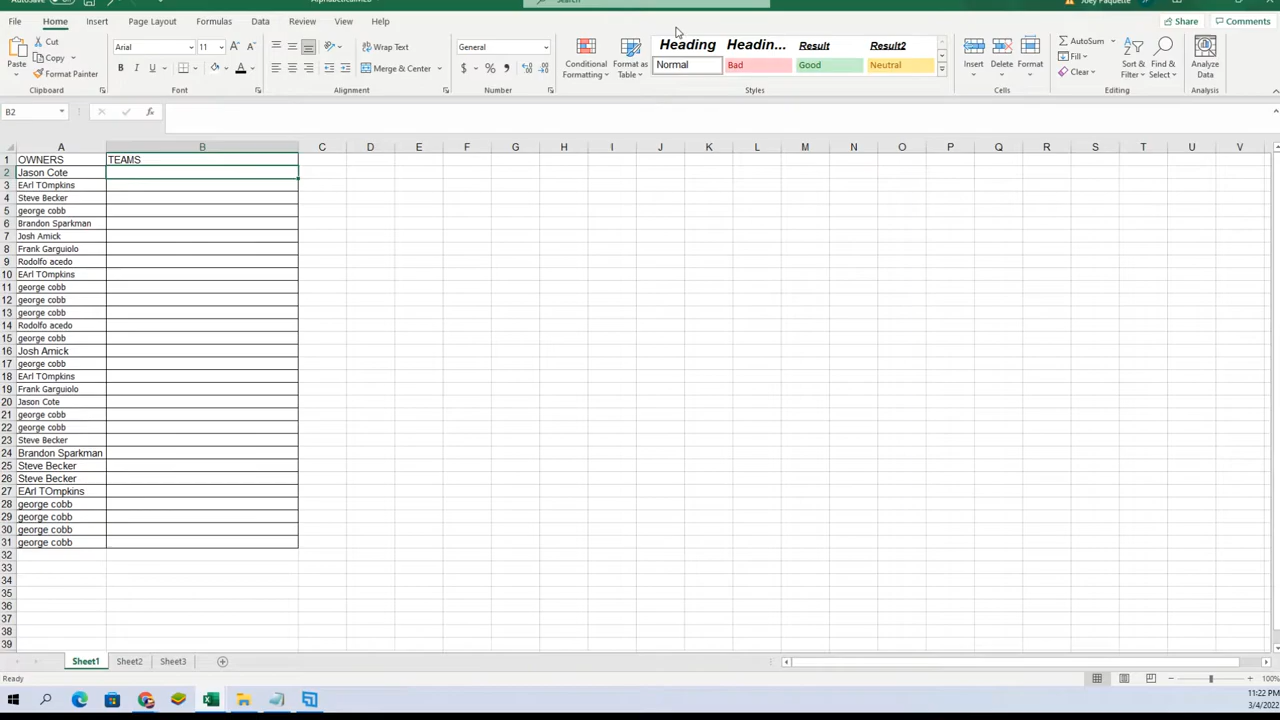 AutoSave
Search
Joey Paquette
File Home Insert Page Layout Formulas Data Review View Help Share Comments
Paste Cut Copy Format Painter Arial 11 Wrap Text Merge & Center General Conditional Formatting Format as Table Heading Headin... Result Result2 Normal Bad Good Neutral Insert Delete Format AutoSum Fill Clear Sort & Filter Find & Select Analyze Data
Clipboard Font Alignment Number Styles Cells Editing Analysis
B2 fx
A B C D E F G H I J K L M N O P Q R S T U V
1 OWNERS TEAMS
2 Jason Cote
3 EArl TOmpkins
4 Steve Becker
5 george cobb
6 Brandon Sparkman
7 Josh Amick
8 Frank Garguiolo
9 Rodolfo acedo
10 EArl TOmpkins
11 george cobb
12 george cobb
13 george cobb
14 Rodolfo acedo
15 george cobb
16 Josh Amick
17 george cobb
18 EArl TOmpkins
19 Frank Garguiolo
20 Jason Cote
21 george cobb
22 george cobb
23 Steve Becker
24 Brandon Sparkman
25 Steve Becker
26 Steve Becker
27 EArl TOmpkins
28 george cobb
29 george cobb
30 george cobb
31 george cobb
32
33
34
35
36
37
38
39
Sheet1 Sheet2 Sheet3
Ready 100%
11:22 PM
3/4/2022